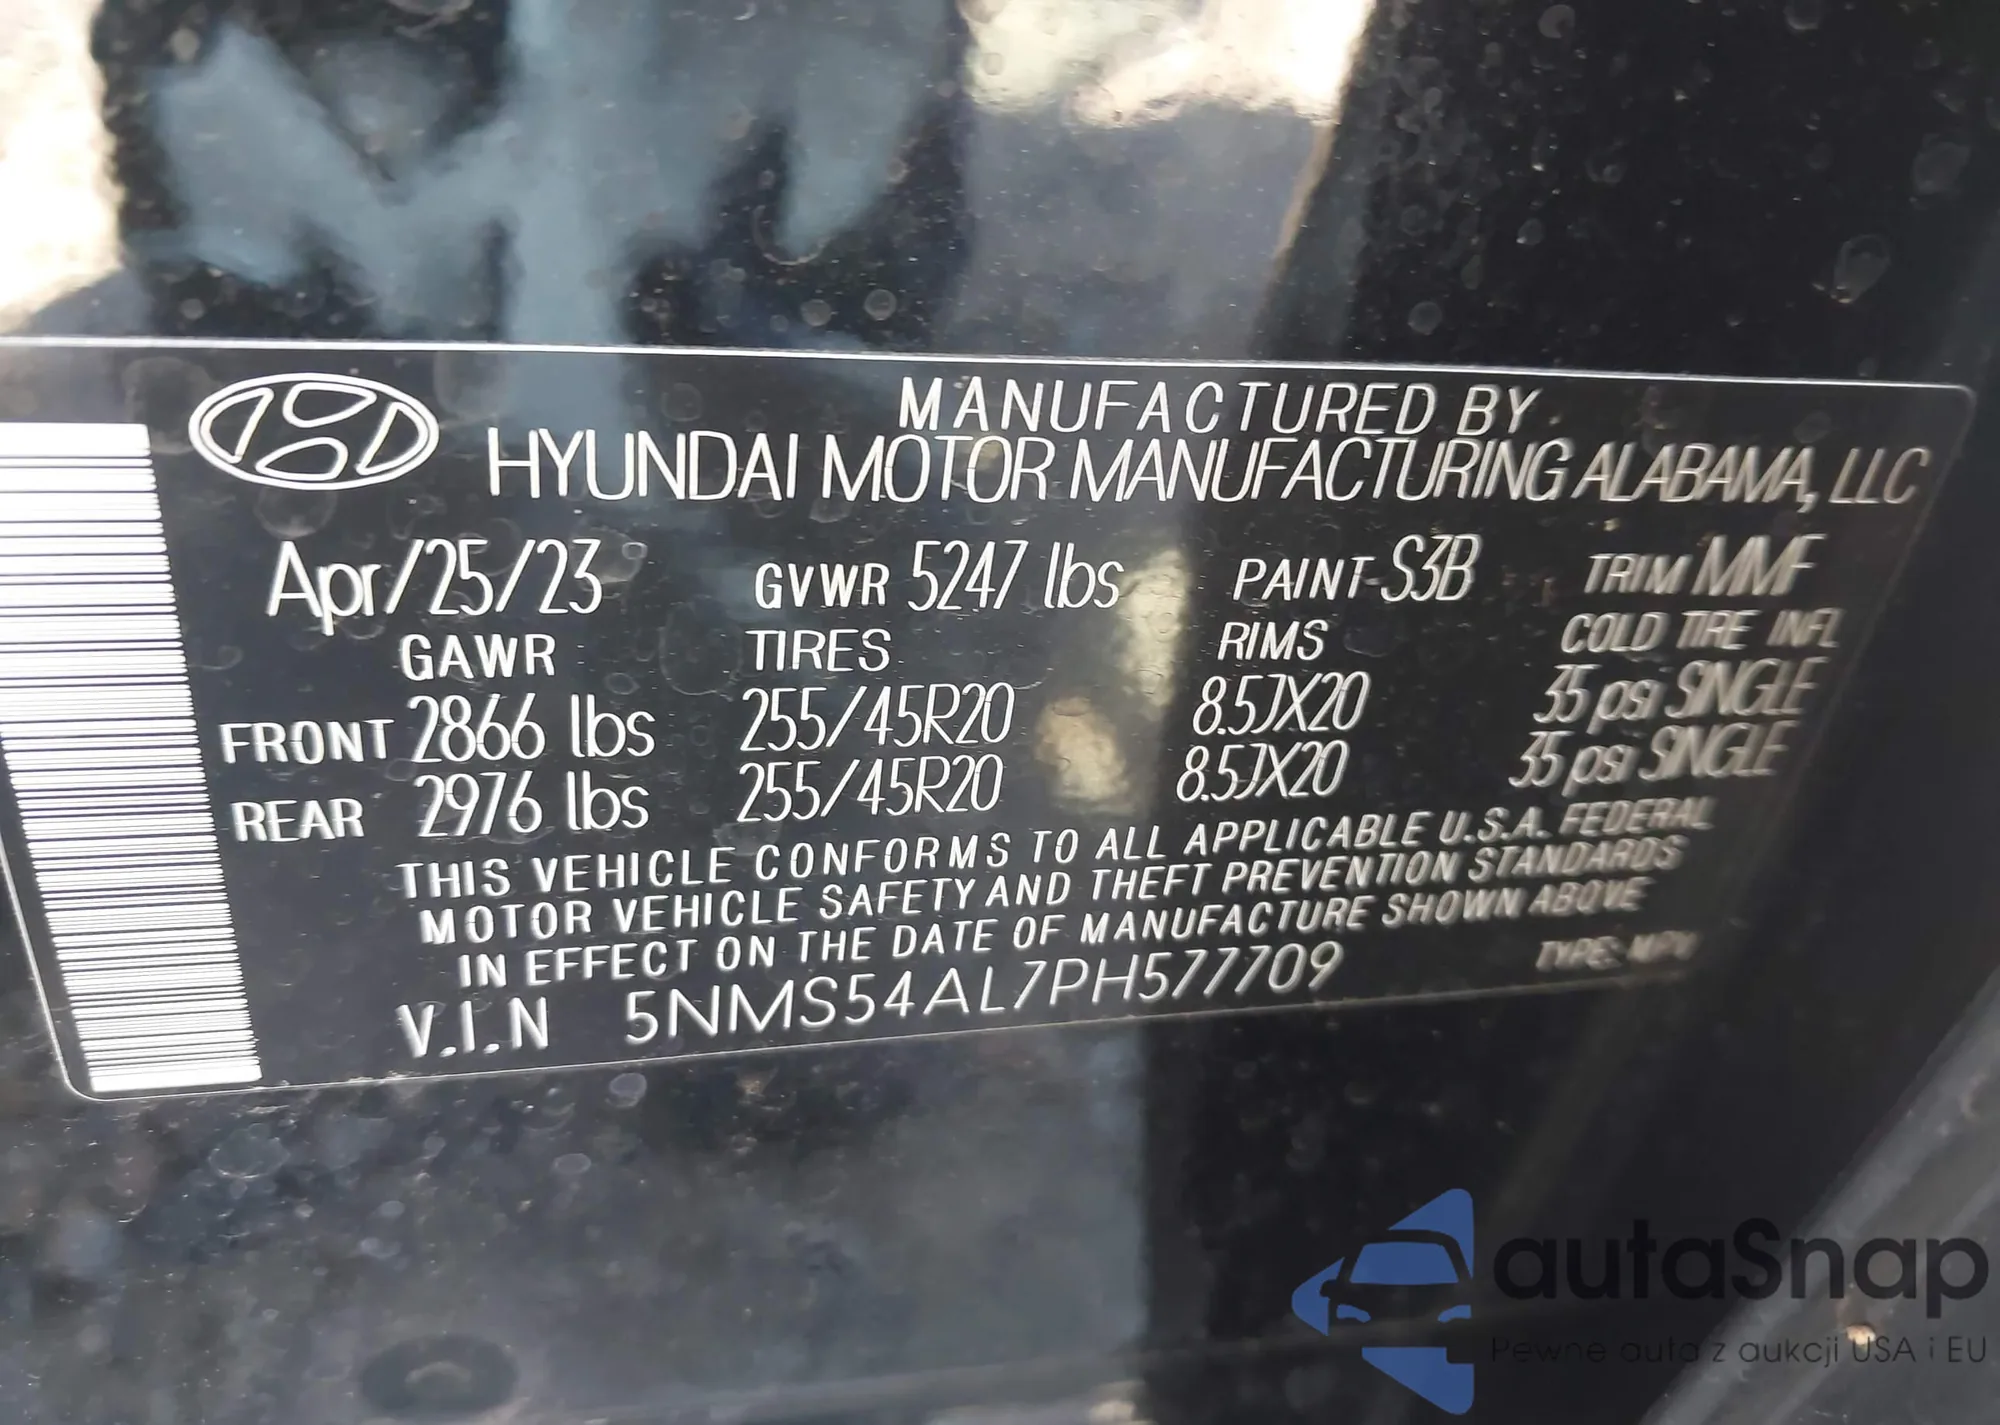 MANUFACTURED BY
HYUNDAI MOTOR MANUFACTURING ALABAMA, LLC
Apr/25/23 GVWR 5247 lbs PAINT S3B TRIM MMF
GAWR TIRES RIMS COLD TIRE INFL
FRONT 2866 lbs 255/45R20 8.5JX20 35 psi SINGLE
REAR 2976 lbs 255/45R20 8.5JX20 35 psi SINGLE
THIS VEHICLE CONFORMS TO ALL APPLICABLE U.S.A. FEDERAL
MOTOR VEHICLE SAFETY AND THEFT PREVENTION STANDARDS
IN EFFECT ON THE DATE OF MANUFACTURE SHOWN ABOVE
V.I.N 5NMS54AL7PH577709 TYPE: MPV
autaSnap
Pewne auta z aukcji USA i EU